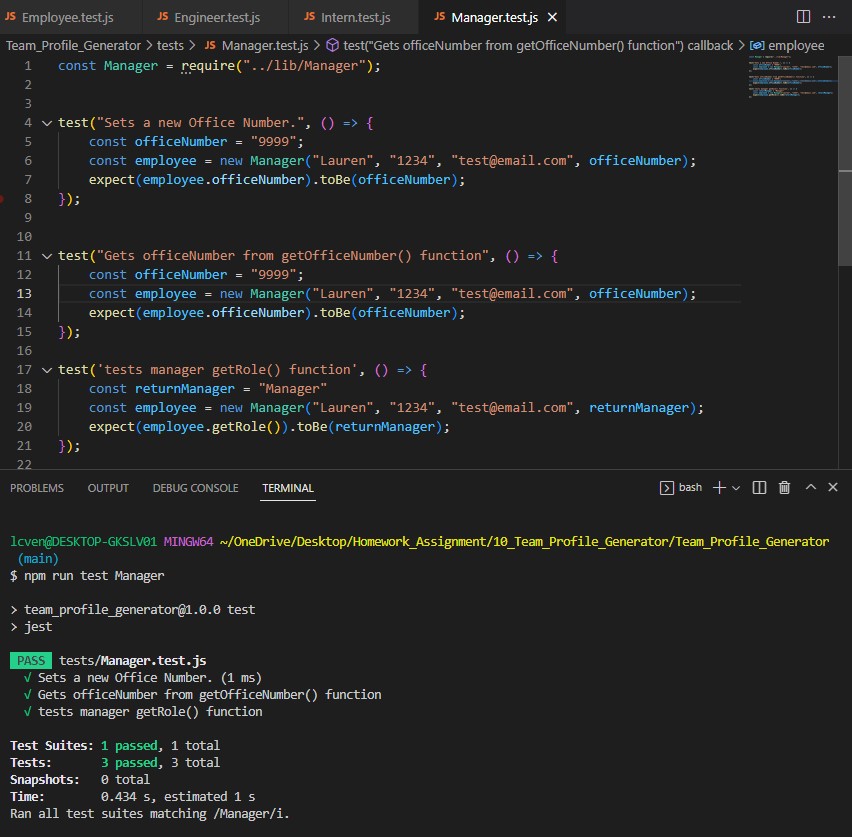 JS Employee.test.js JS Engineer.test.js JS Intern.test.js JS Manager.test.js
Team_Profile_Generator > tests > JS Manager.test.js > test("Gets officeNumber from getOfficeNumber() function") callback > employee
1 const Manager = require("../lib/Manager");
2
3
4 test("Sets a new Office Number.", () => {
5 const officeNumber = "9999";
6 const employee = new Manager("Lauren", "1234", "test@email.com", officeNumber);
7 expect(employee.officeNumber).toBe(officeNumber);
8 });
9
10
11 test("Gets officeNumber from getOfficeNumber() function", () => {
12 const officeNumber = "9999";
13 const employee = new Manager("Lauren", "1234", "test@email.com", officeNumber);
14 expect(employee.officeNumber).toBe(officeNumber);
15 });
16
17 test('tests manager getRole() function', () => {
18 const returnManager = "Manager"
19 const employee = new Manager("Lauren", "1234", "test@email.com", returnManager);
20 expect(employee.getRole()).toBe(returnManager);
21 });
22
PROBLEMS OUTPUT DEBUG CONSOLE TERMINAL bash
lcven@DESKTOP-GKSLV01 MINGW64 ~/OneDrive/Desktop/Homework_Assignment/10_Team_Profile_Generator/Team_Profile_Generator
(main)
$ npm run test Manager
> team_profile_generator@1.0.0 test
> jest
PASS tests/Manager.test.js
√ Sets a new Office Number. (1 ms)
√ Gets officeNumber from getOfficeNumber() function
√ tests manager getRole() function
Test Suites: 1 passed, 1 total
Tests: 3 passed, 3 total
Snapshots: 0 total
Time: 0.434 s, estimated 1 s
Ran all test suites matching /Manager/i.